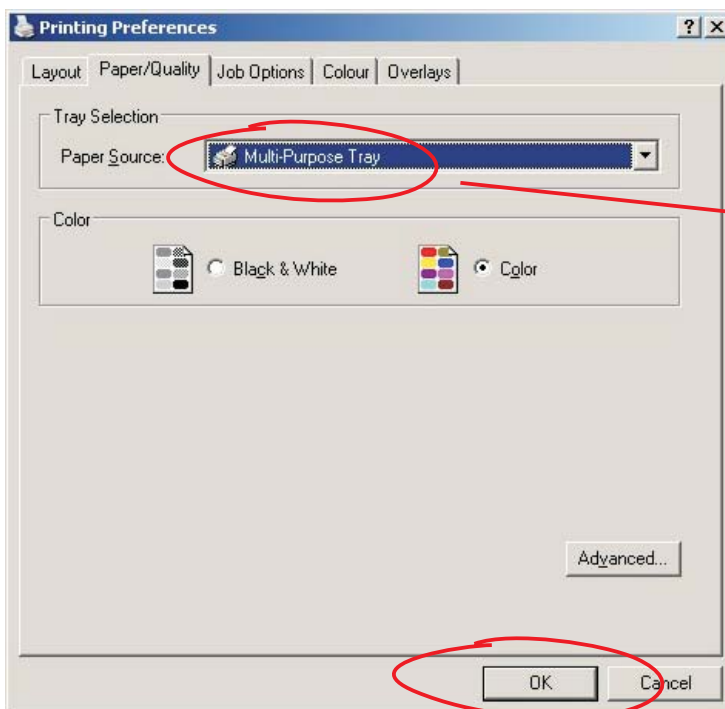 Printing Preferences ? X
Layout Paper/Quality Job Options Colour Overlays
Tray Selection
Paper Source: Multi-Purpose Tray
Color
Black & White Color
Advanced...
OK Cancel